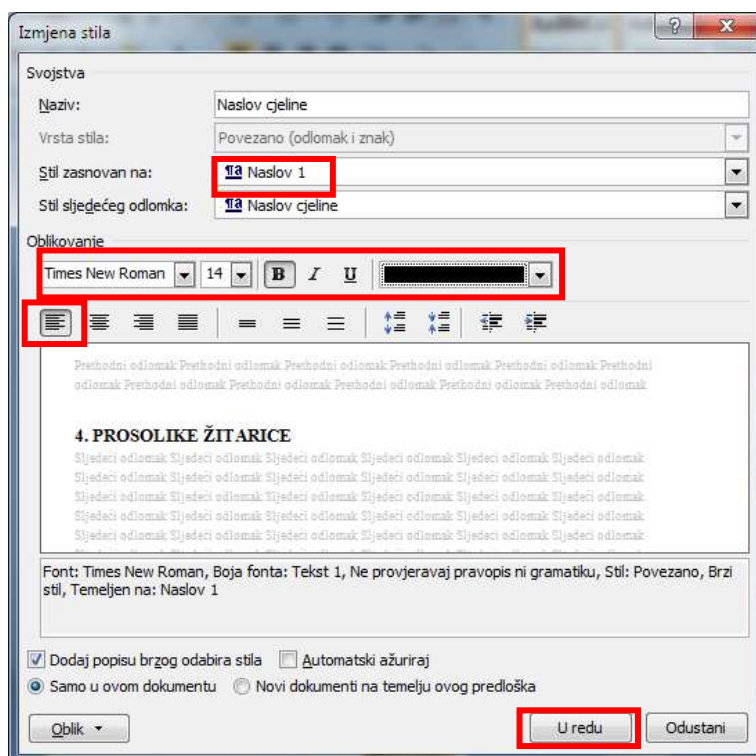 Izmjena stila
Svojstva
Naziv: Naslov cjeline
Vrsta stila: Povezano (odlomak i znak)
Stil zasnovan na: ¶a Naslov 1
Stil sljedećeg odlomka: ¶a Naslov cjeline
Oblikovanje
Times New Roman 14 B I U
Prethodni odlomak Prethodni odlomak Prethodni odlomak Prethodni odlomak Prethodni
odlomak Prethodni odlomak Prethodni odlomak Prethodni odlomak Prethodni odlomak
4. PROSOLIKE ŽITARICE
Sljedeći odlomak Sljedeći odlomak Sljedeći odlomak Sljedeći odlomak Sljedeći odlomak
Sljedeći odlomak Sljedeći odlomak Sljedeći odlomak Sljedeći odlomak Sljedeći odlomak
Sljedeći odlomak Sljedeći odlomak Sljedeći odlomak Sljedeći odlomak Sljedeći odlomak
Sljedeći odlomak Sljedeći odlomak Sljedeći odlomak Sljedeći odlomak Sljedeći odlomak
Sljedeći odlomak Sljedeći odlomak Sljedeći odlomak Sljedeći odlomak Sljedeći odlomak
Font: Times New Roman, Boja fonta: Tekst 1, Ne provjeravaj pravopis ni gramatiku, Stil: Povezano, Brzi
stil, Temeljen na: Naslov 1
Dodaj popisu brzog odabira stila Automatski ažuriraj
Samo u ovom dokumentu Novi dokumenti na temelju ovog predloška
Oblik U redu Odustani